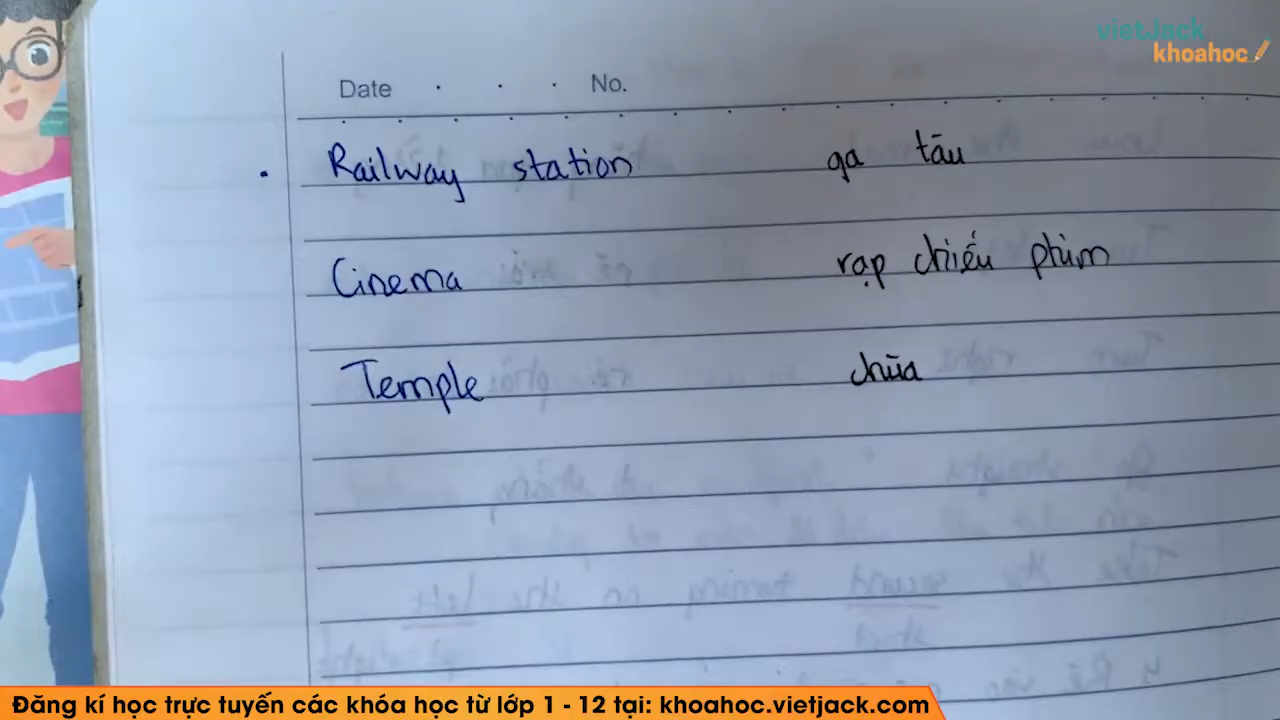 vietJack
khoahoc
Date . . . No.
Railway station ga tàu
Cinema rạp chiếu phim
Temple chùa
Đăng kí học trực tuyến các khóa học từ lớp 1 - 12 tại: khoahoc.vietjack.com